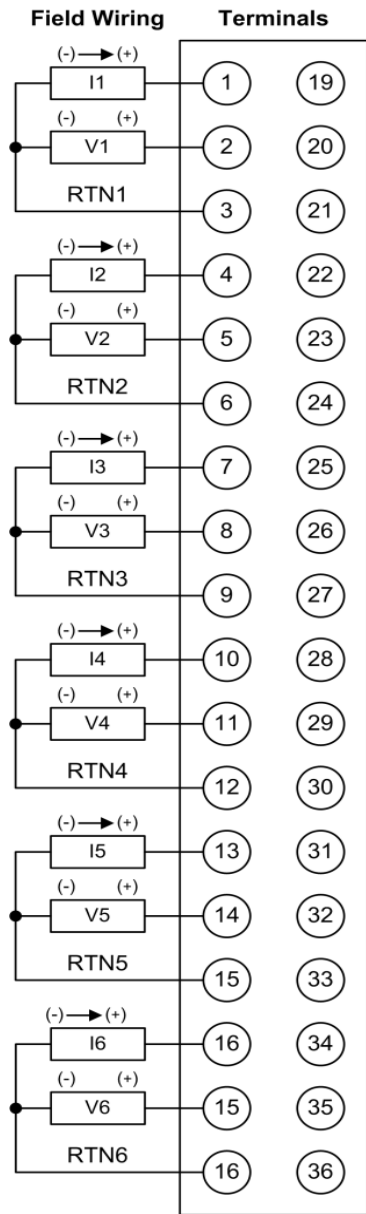 Field Wiring Terminals
(-) (+)
I1 1 19
(-) (+)
V1 2 20
RTN1 3 21
(-) (+)
I2 4 22
(-) (+)
V2 5 23
RTN2 6 24
(-) (+)
I3 7 25
(-) (+)
V3 8 26
RTN3 9 27
(-) (+)
I4 10 28
(-) (+)
V4 11 29
RTN4 12 30
(-) (+)
I5 13 31
(-) (+)
V5 14 32
RTN5 15 33
(-) (+)
I6 16 34
(-) (+)
V6 15 35
RTN6 16 36